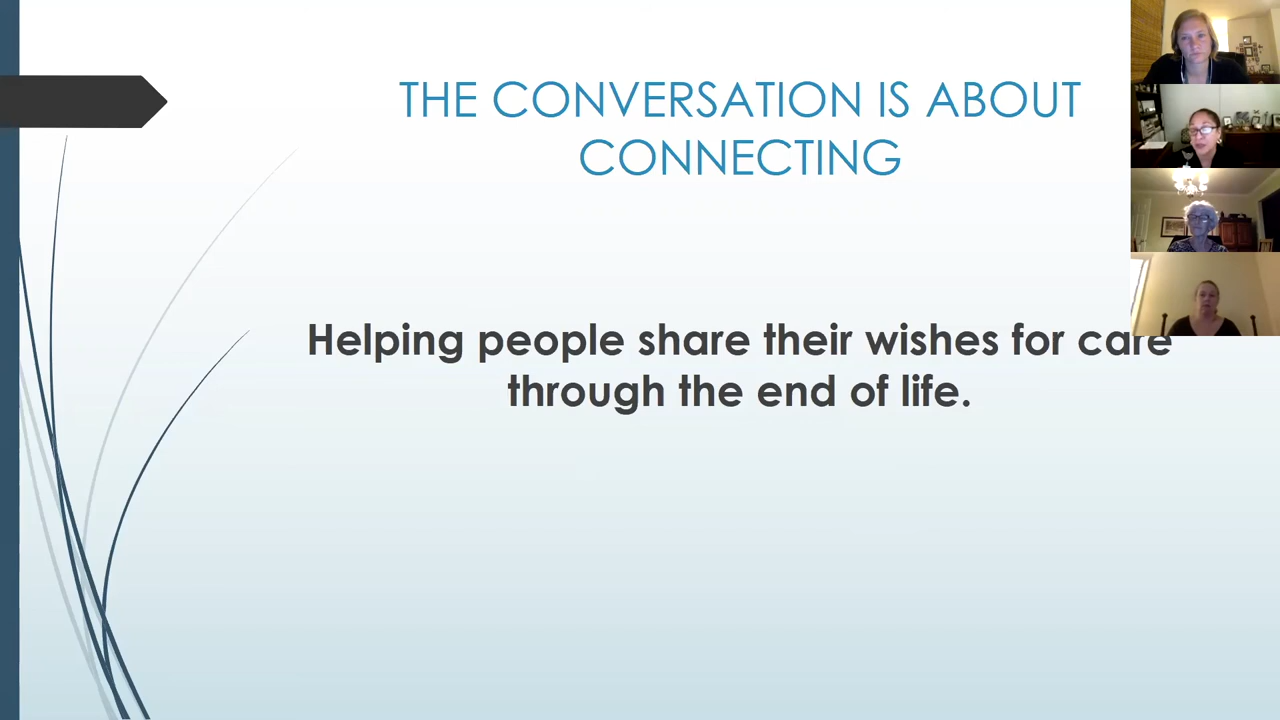 THE CONVERSATION IS ABOUT
CONNECTING
Helping people share their wishes for care
through the end of life.